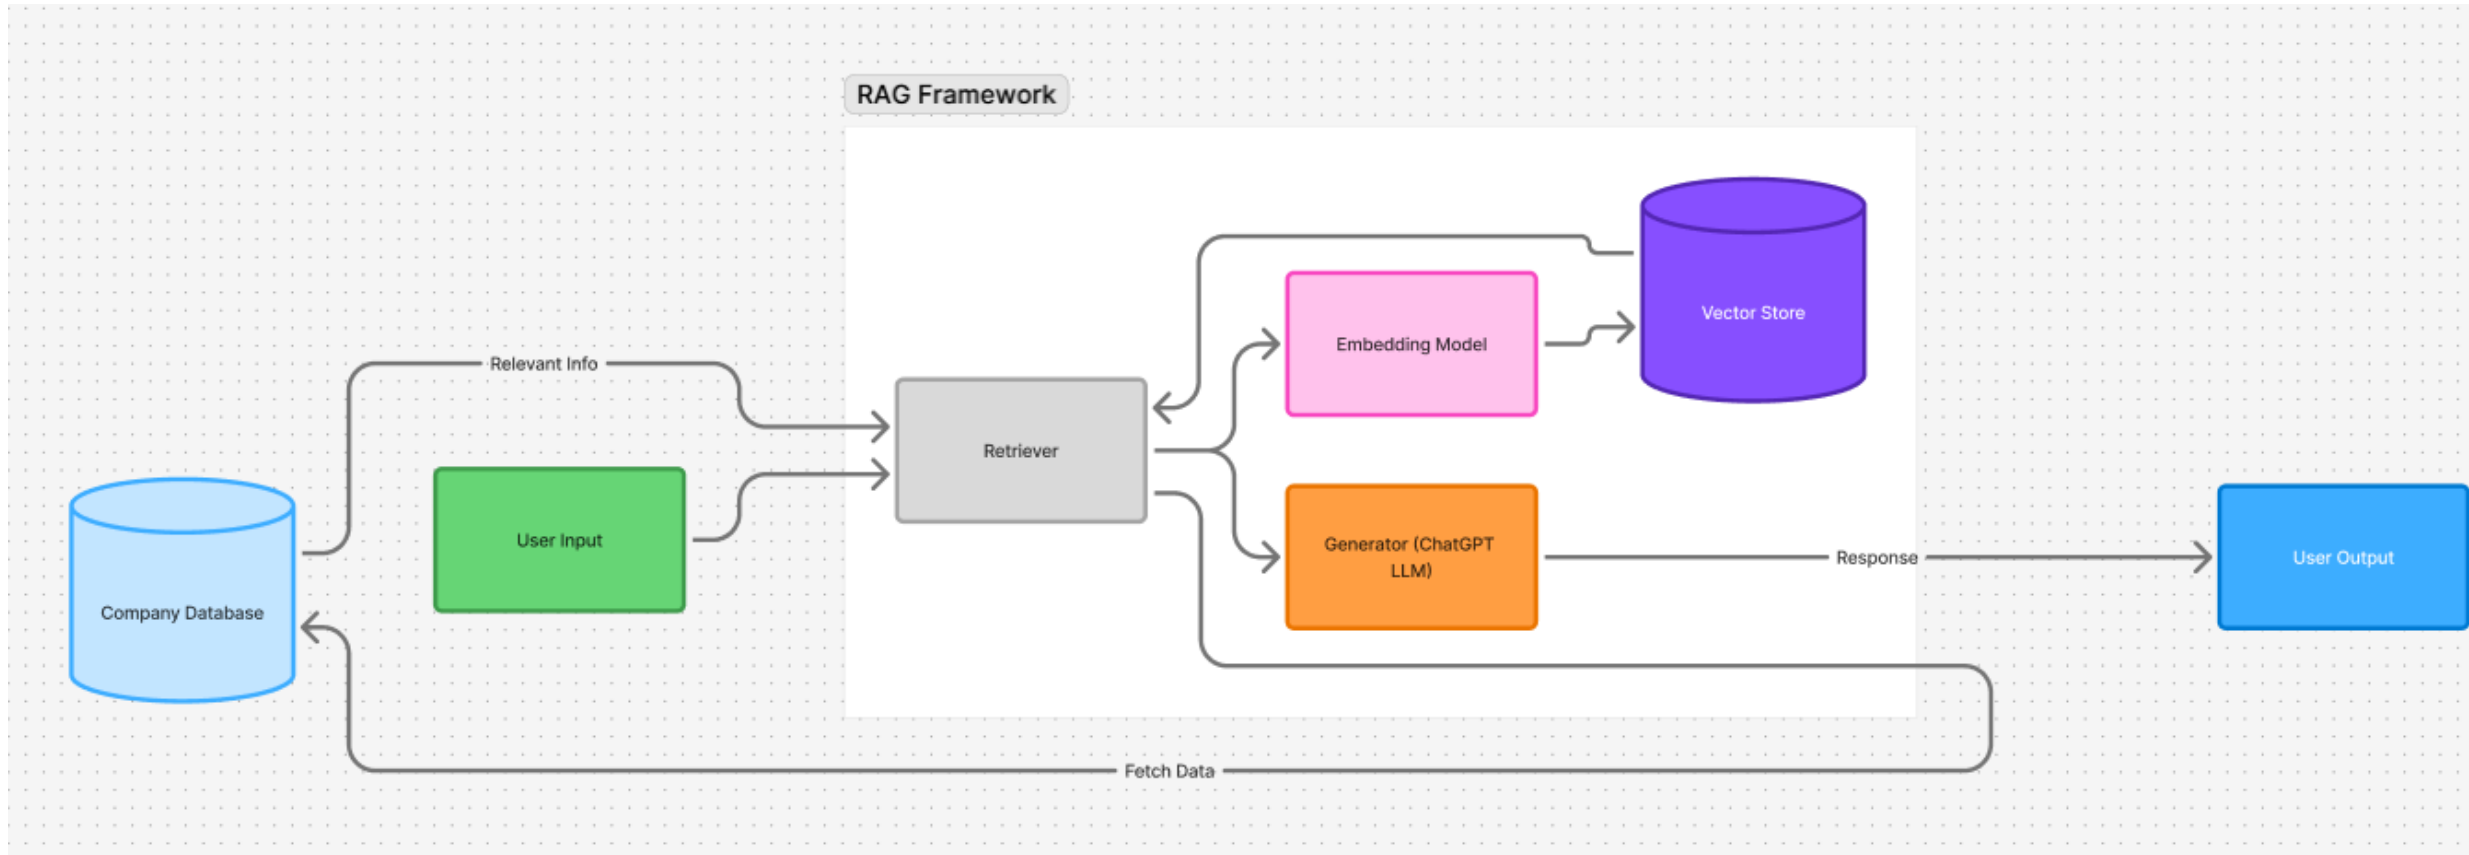 RAG Framework
Vector Store
Embedding Model
Relevant Info
Retriever
User Input
Generator (ChatGPT
LLM)
Response
User Output
Company Database
Fetch Data